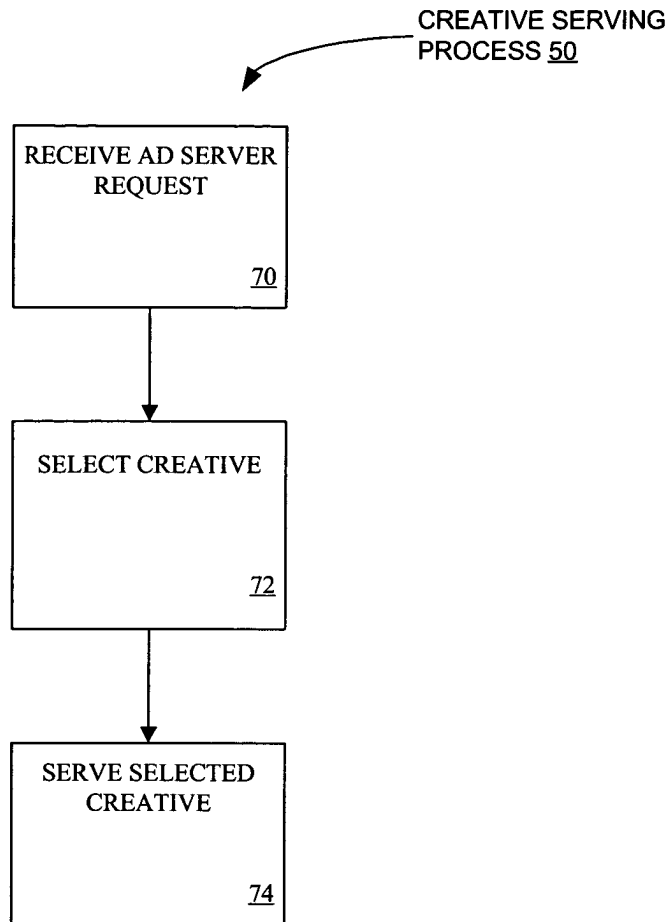 CREATIVE SERVING
PROCESS 50
RECEIVE AD SERVER
REQUEST
70
SELECT CREATIVE
72
SERVE SELECTED
CREATIVE
74